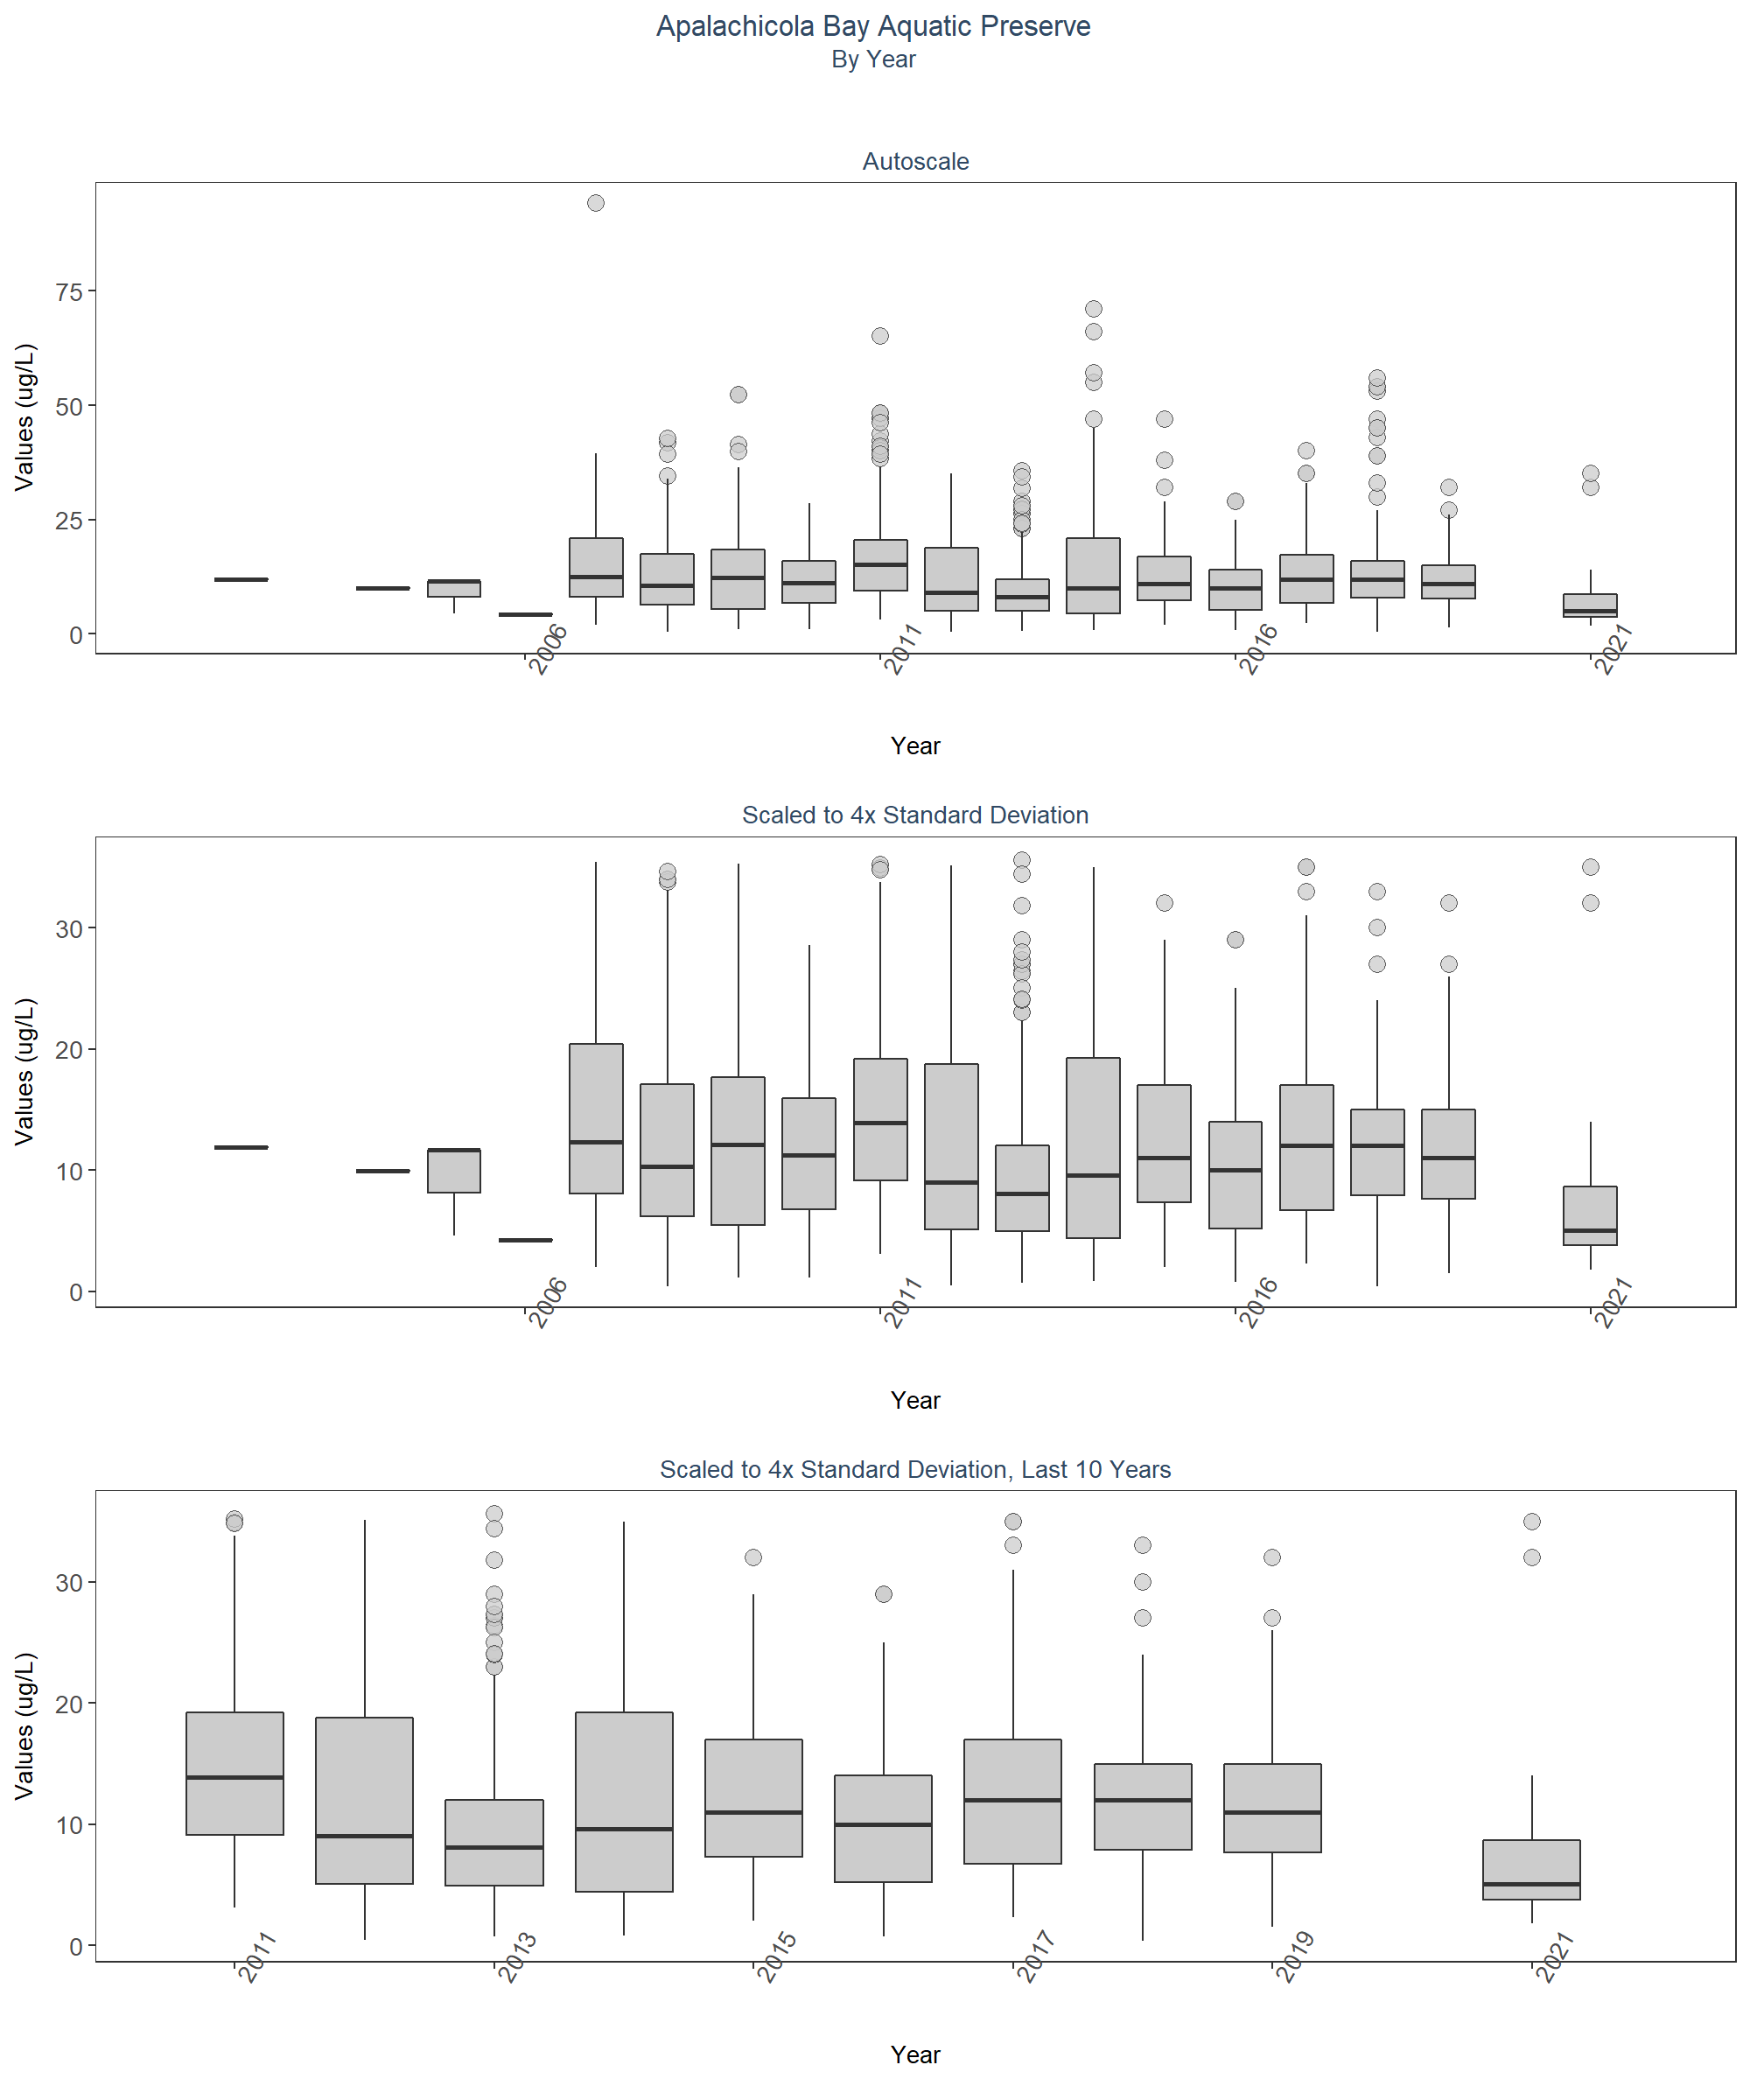 Apalachicola Bay Aquatic Preserve
By Year
Autoscale
Values (ug/L)
75
50
25
0
2006
2011
2016
2021
Year
Scaled to 4x Standard Deviation
Values (ug/L)
30
20
10
0
2006
2011
2016
2021
Year
Scaled to 4x Standard Deviation, Last 10 Years
Values (ug/L)
30
20
10
0
2011
2013
2015
2017
2019
2021
Year